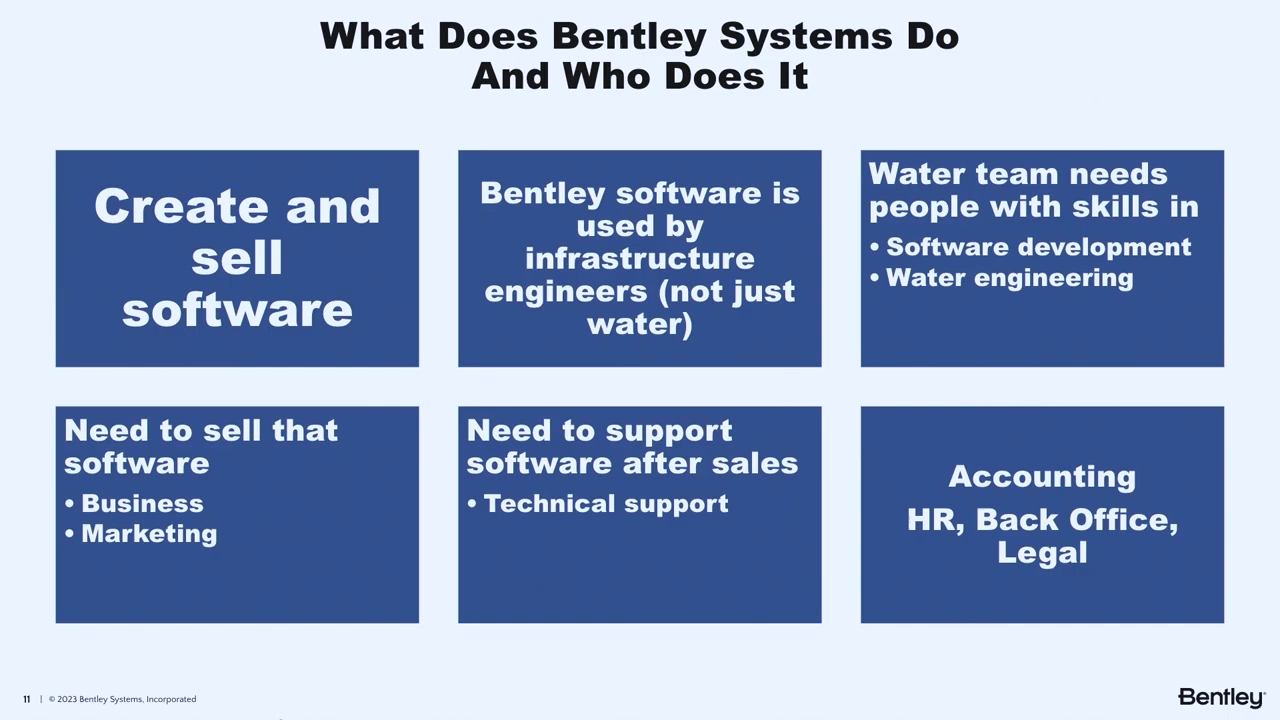 What Does Bentley Systems Do
And Who Does It
Create and
sell
software
Bentley software is
used by
infrastructure
engineers (not just
water)
Water team needs
people with skills in
• Software development
• Water engineering
Need to sell that
software
• Business
• Marketing
Need to support
software after sales
• Technical support
Accounting
HR, Back Office,
Legal
11 | © 2023 Bentley Systems, Incorporated
Bentley®